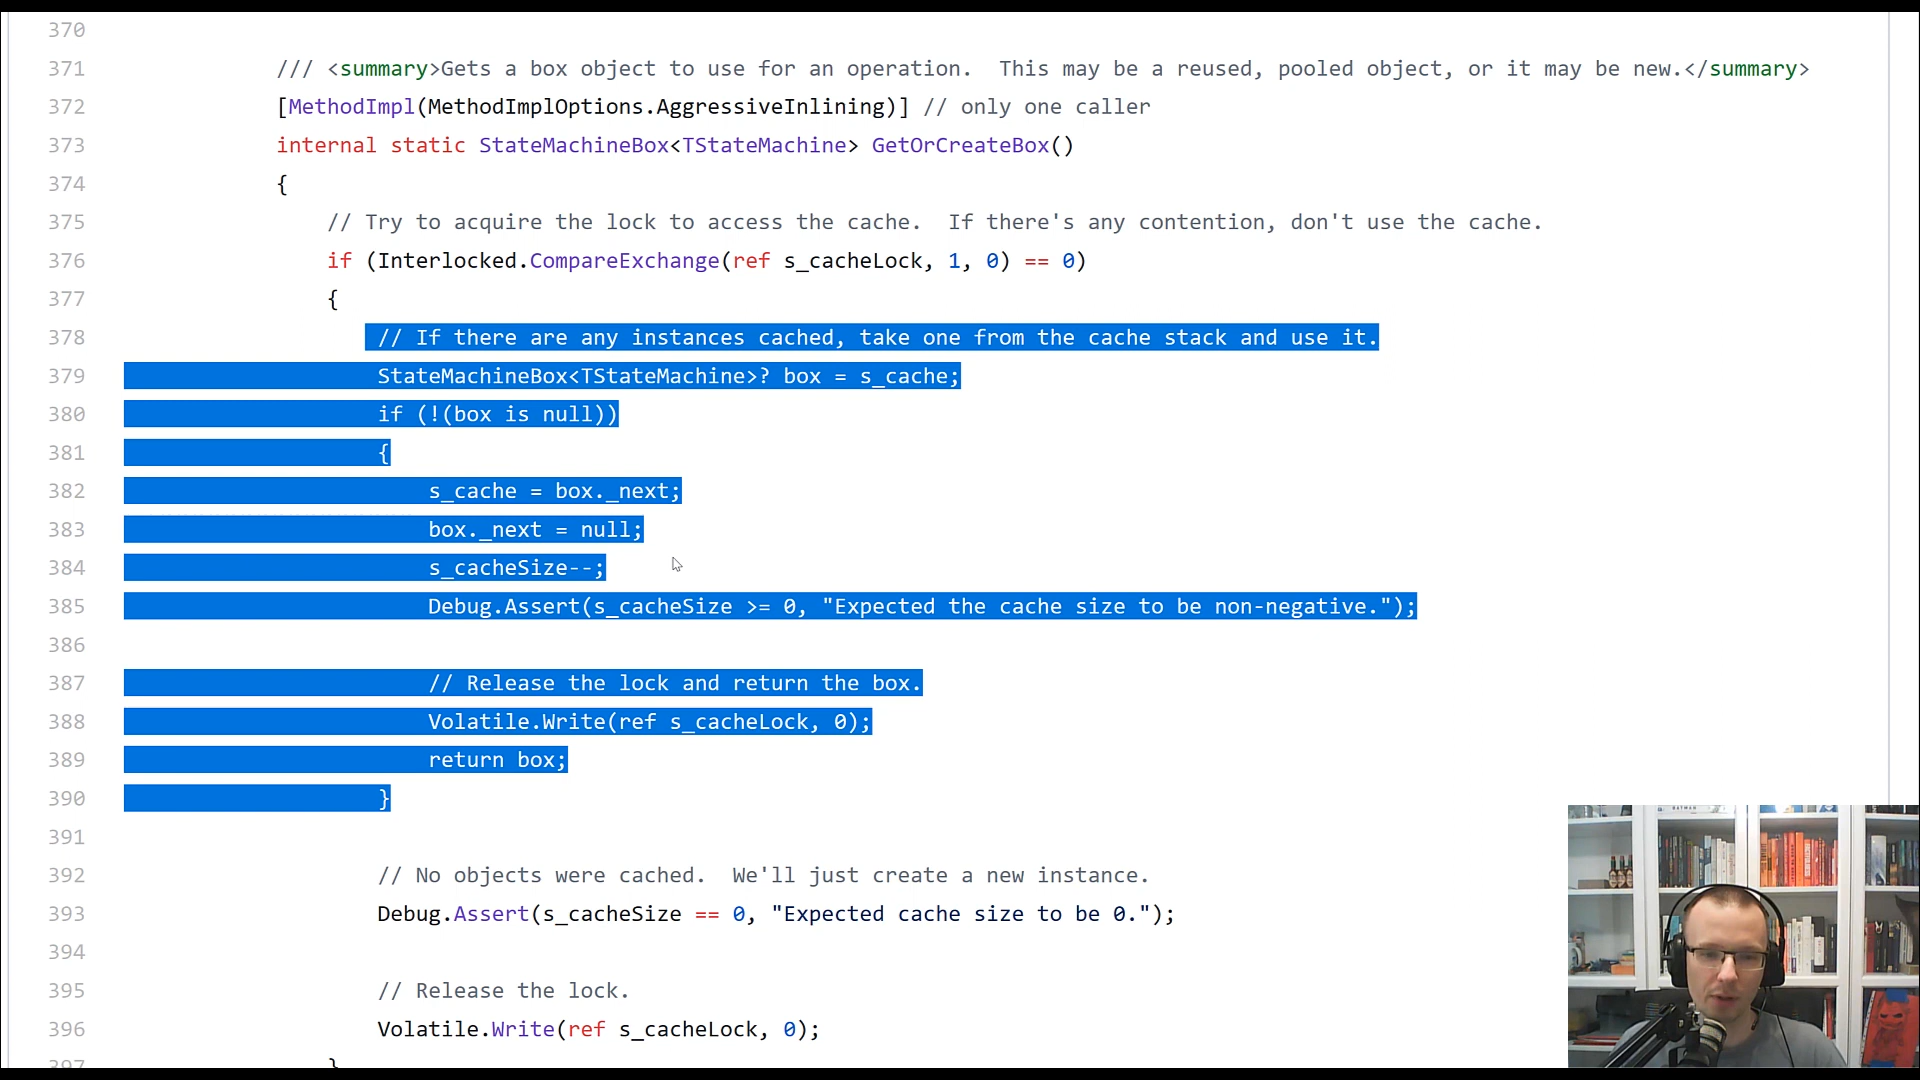 370
371 /// <summary>Gets a box object to use for an operation.  This may be a reused, pooled object, or it may be new.</summary>
372 [MethodImpl(MethodImplOptions.AggressiveInlining)] // only one caller
373 internal static StateMachineBox<TStateMachine> GetOrCreateBox()
374 {
375 // Try to acquire the lock to access the cache.  If there's any contention, don't use the cache.
376 if (Interlocked.CompareExchange(ref s_cacheLock, 1, 0) == 0)
377 {
378 // If there are any instances cached, take one from the cache stack and use it.
379 StateMachineBox<TStateMachine>? box = s_cache;
380 if (!(box is null))
381 {
382 s_cache = box._next;
383 box._next = null;
384 s_cacheSize--;
385 Debug.Assert(s_cacheSize >= 0, "Expected the cache size to be non-negative.");
386
387 // Release the lock and return the box.
388 Volatile.Write(ref s_cacheLock, 0);
389 return box;
390 }
391
392 // No objects were cached.  We'll just create a new instance.
393 Debug.Assert(s_cacheSize == 0, "Expected cache size to be 0.");
394
395 // Release the lock.
396 Volatile.Write(ref s_cacheLock, 0);
397 }